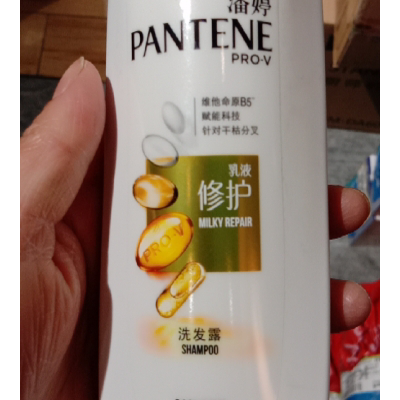 潘婷
PANTENE
PRO-V
维他命原B5
赋能科技
针对干枯分叉
乳液
修护
MILKY REPAIR
PRO-V
洗发露
SHAMPOO